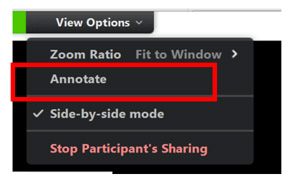 View Options
Zoom Ratio Fit to Window
Annotate
Side-by-side mode
Stop Participant's Sharing